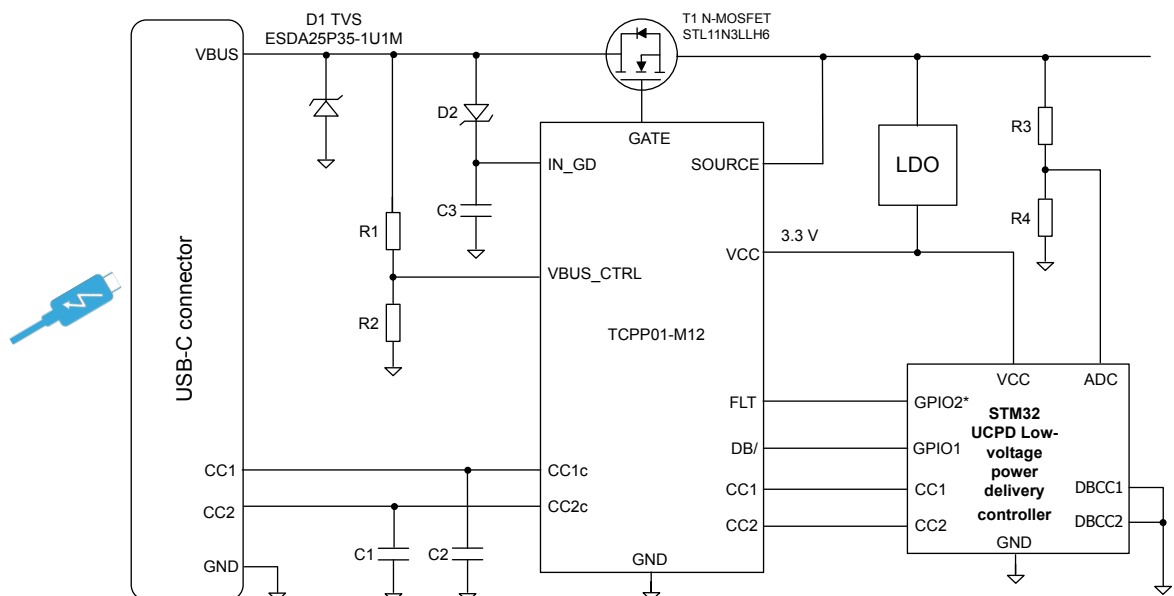 D1 TVS
ESDA25P35-1U1M
T1 N-MOSFET
STL11N3LLH6
VBUS
D2
GATE
IN_GD
SOURCE
LDO
R3
C3
R4
R1
3.3 V
VCC
VBUS_CTRL
R2
TCPP01-M12
USB-C connector
VCC
ADC
FLT
GPIO2*
STM32
UCPD Low-
voltage
power
delivery
controller
DB/
GPIO1
CC1
CC1c
CC1
CC1
DBCC1
CC2
CC2c
CC2
CC2
DBCC2
C1
C2
GND
GND
GND